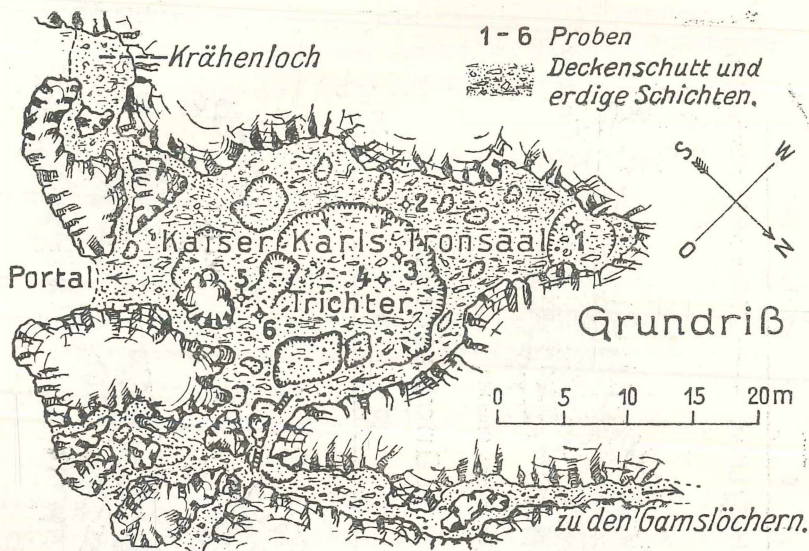 Krähenloch
1-6 Proben
Deckenschutt und
erdige Schichten.
S W
O N
2
Kaiser Karls Tronsaal 1
3
4
Portal
5
Trichter
6
Grundriß
0 5 10 15 20m
zu den Gamslöchern.